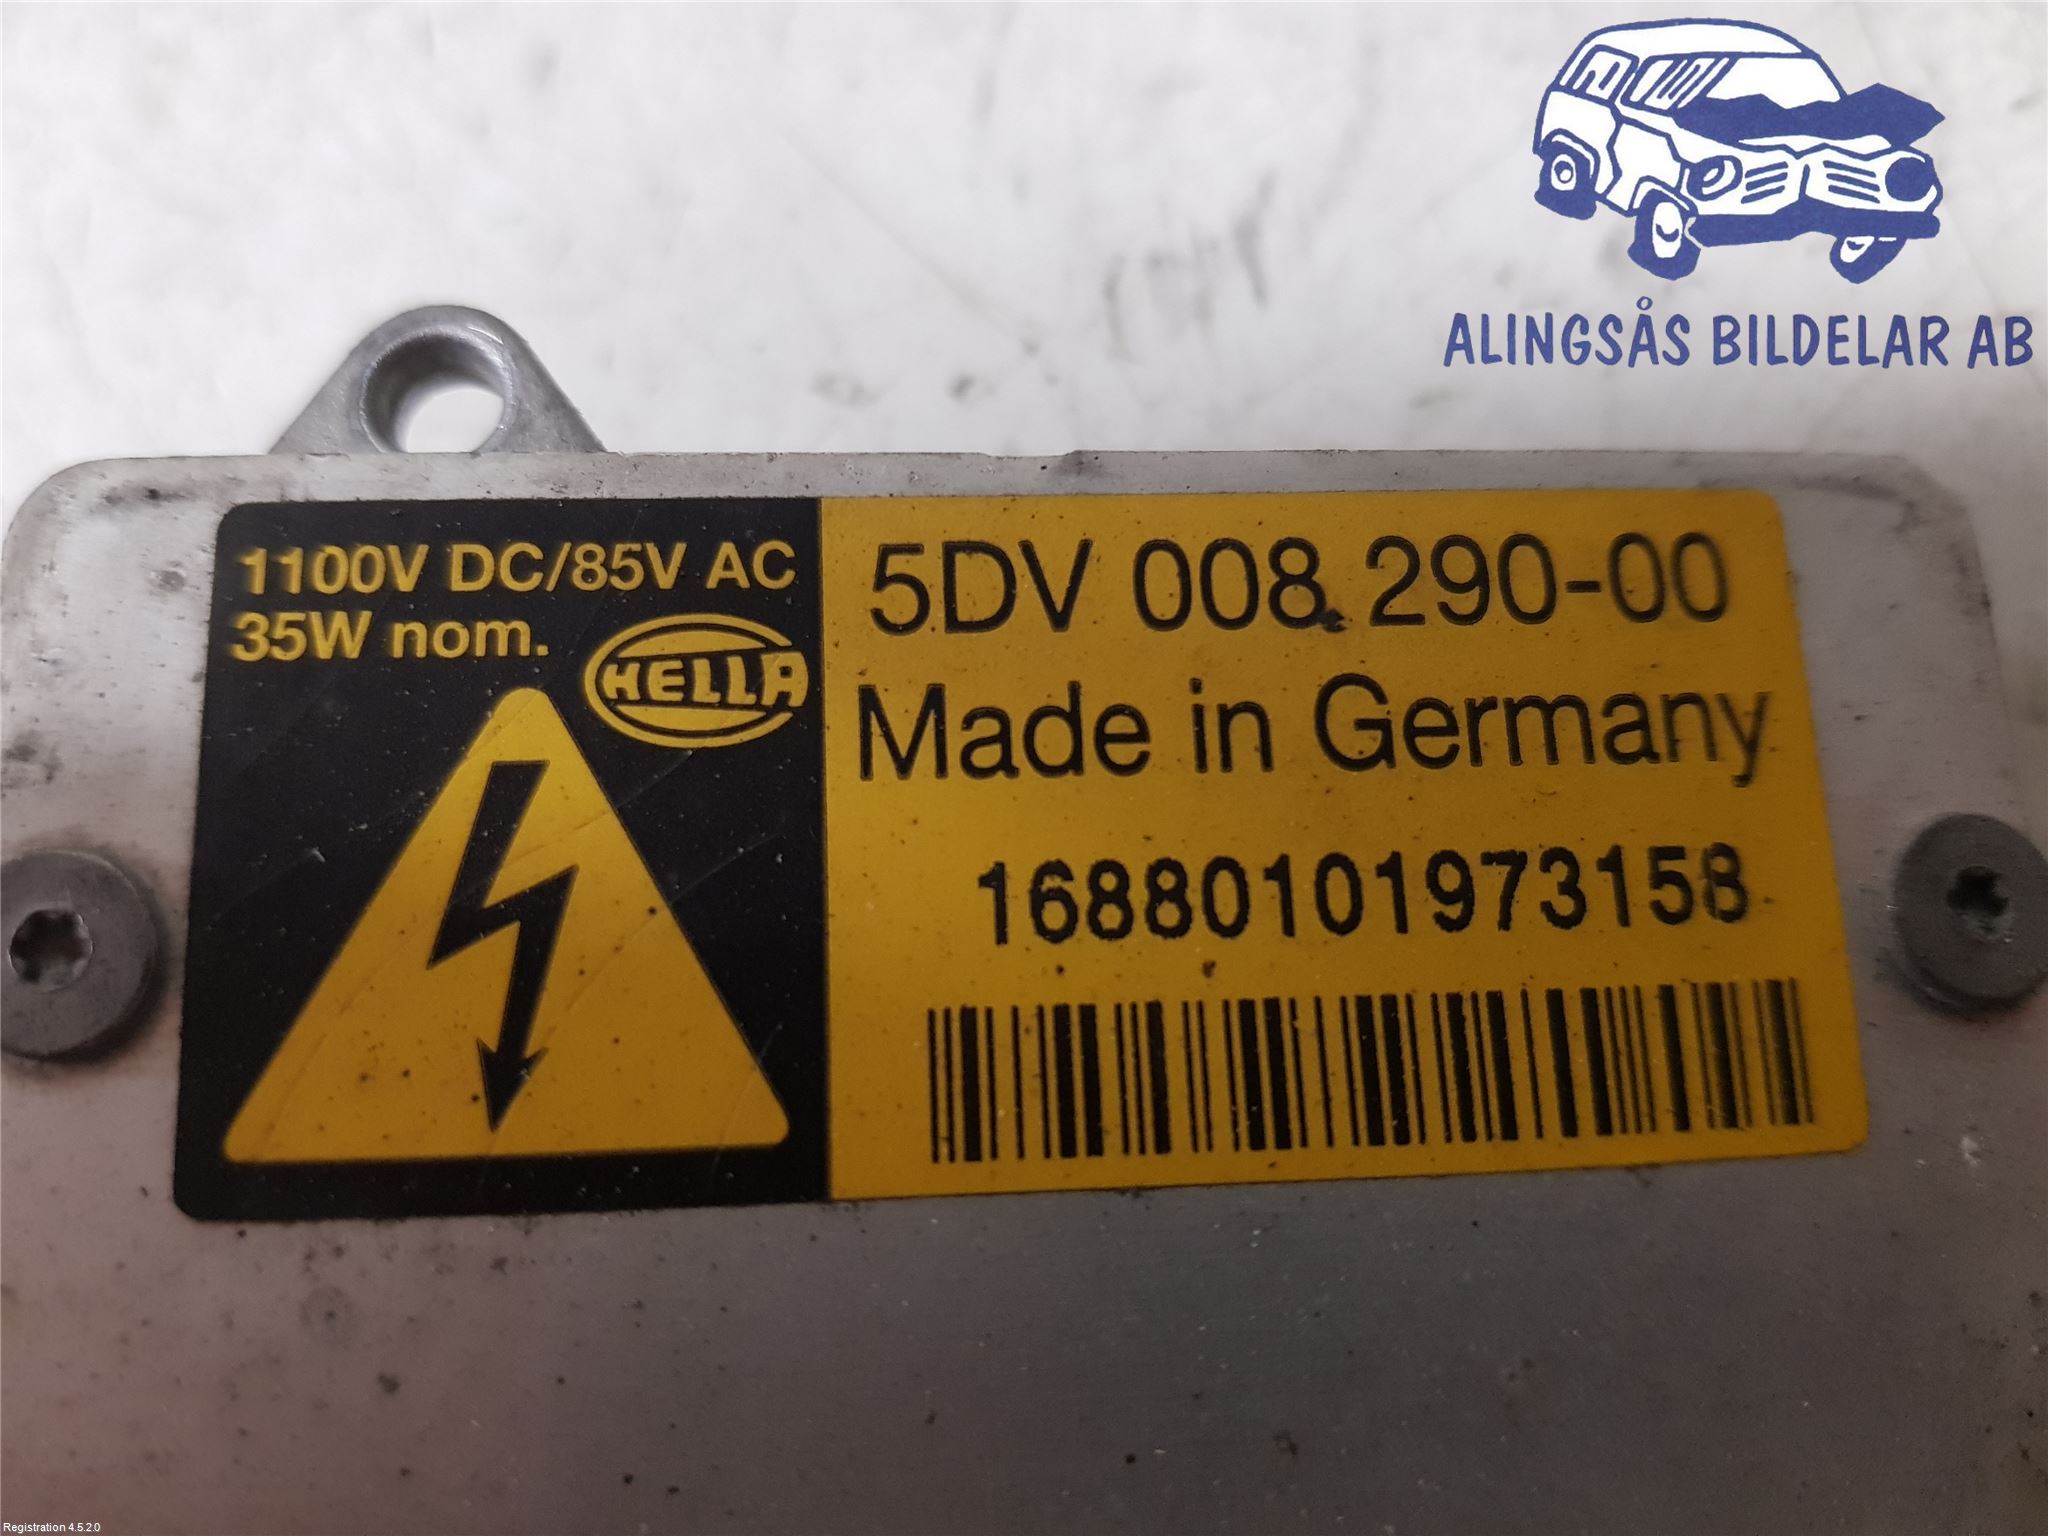 ALINGSÅS BILDELAR AB
1100V DC/85V AC
35W nom.
HELLA
5DV 008 290-00
Made in Germany
16880101973158
Registration 4.5.2.0